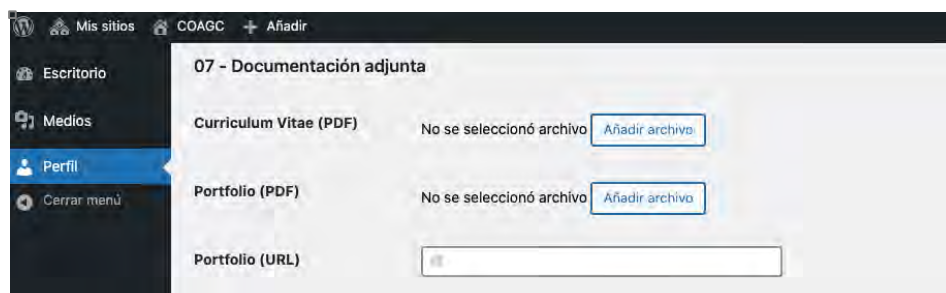 Mis sitios COAGC + Añadir
Escritorio
Medios
Perfil
Cerrar menú
07 - Documentación adjunta
Curriculum Vitae (PDF) No se seleccionó archivo Añadir archivo
Portfolio (PDF) No se seleccionó archivo Añadir archivo
Portfolio (URL)